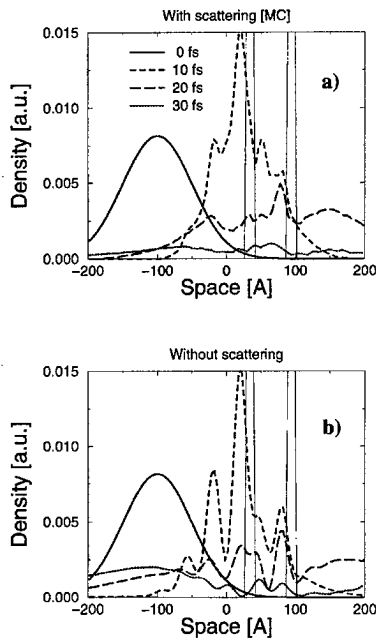 With scattering [MC]
0.015
0.010
0.005
0.000
Density [a.u.]
0 fs
10 fs
20 fs
30 fs
a)
-200 -100 0 100 200
Space [A]
Without scattering
0.015
0.010
0.005
0.000
Density [a.u.]
b)
-200 -100 0 100 200
Space [A]